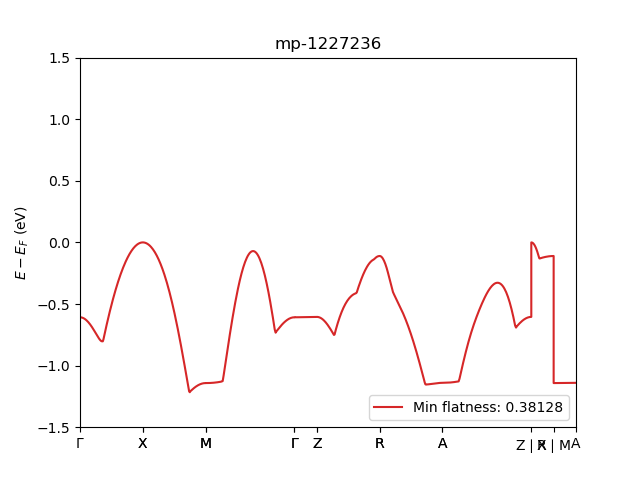 mp-1227236
E − E_F (eV)
1.5
1.0
0.5
0.0
−0.5
−1.0
−1.5
Min flatness: 0.38128
Γ X M Γ Z R A Z | X R | M A